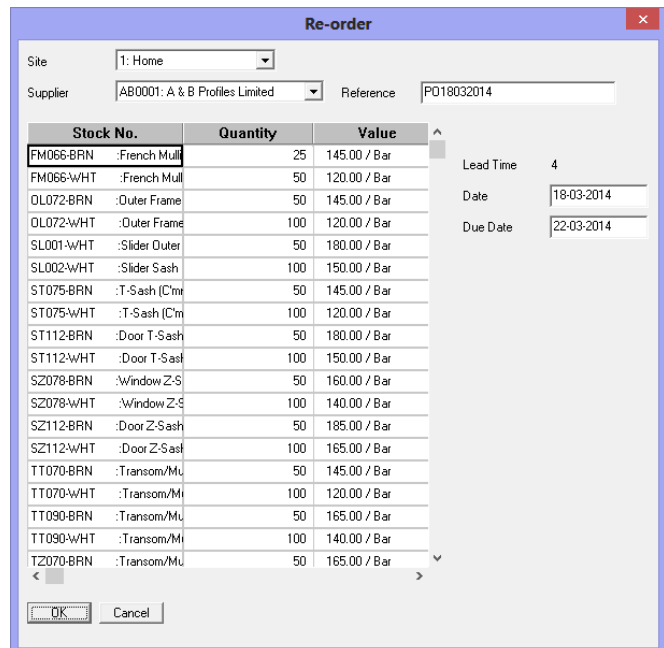 Re-order
Site 1: Home
Supplier AB0001: A & B Profiles Limited Reference PO18032014
Stock No. Quantity Value
FM066-BRN :French Mulli 25 145.00 / Bar
FM066-WHT :French Mull 50 120.00 / Bar
Lead Time 4
OL072-BRN :Outer Frame 50 145.00 / Bar
Date 18-03-2014
OL072-WHT :Outer Frame 100 120.00 / Bar
Due Date 22-03-2014
SL001-WHT :Slider Outer 50 180.00 / Bar
SL002-WHT :Slider Sash 100 150.00 / Bar
ST075-BRN :T-Sash (C'mr 50 145.00 / Bar
ST075-WHT :T-Sash (C'm 100 120.00 / Bar
ST112-BRN :Door T-Sash 50 180.00 / Bar
ST112-WHT :Door T-Sash 100 150.00 / Bar
SZ078-BRN :Window Z-S 50 160.00 / Bar
SZ078-WHT :Window Z-S 100 140.00 / Bar
SZ112-BRN :Door Z-Sash 50 185.00 / Bar
SZ112-WHT :Door Z-Sash 100 165.00 / Bar
TT070-BRN :Transom/Mu 50 145.00 / Bar
TT070-WHT :Transom/Mu 100 120.00 / Bar
TT090-BRN :Transom/Mu 50 165.00 / Bar
TT090-WHT :Transom/Mu 100 140.00 / Bar
TZ070-BRN :Transom/Mu 50 165.00 / Bar
OK Cancel